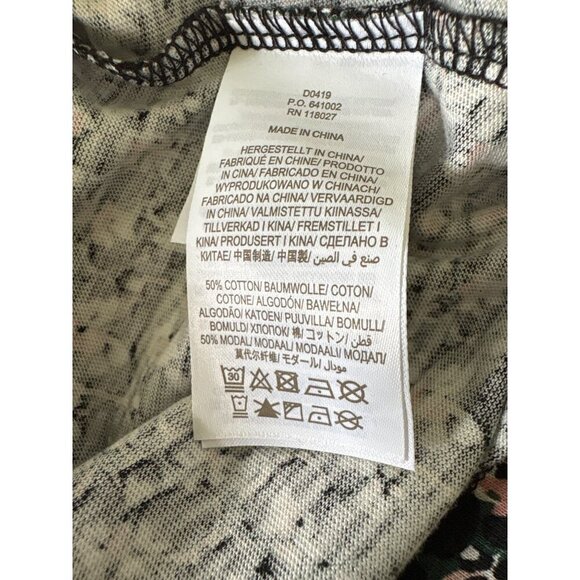 D0419
P.O. 641002
RN 118027
MADE IN CHINA
HERGESTELLT IN CHINA/
FABRIQUÉ EN CHINE/ PRODOTTO
IN CINA/ FABRICADO EN CHINA/
WYPRODUKOWANO W CHINACH/
FABRICADO NA CHINA/ VERVAARDIGD
IN CHINA/ VALMISTETTU KIINASSA/
TILLVERKAD I KINA/ FREMSTILLET I
KINA/ PRODUSERT I KINA/ СДЕЛАНО В
КИТАЕ/ 中国制造/ 中国製/ صنع في الصين
50% COTTON/ BAUMWOLLE/ COTON/
COTONE/ ALGODÓN/ BAWEŁNA/
ALGODÃO/ KATOEN/ PUUVILLA/ BOMULL/
BOMULD/ ХЛОПОК/ 棉/ コットン/ قطن
50% MODAL/ MODAAL/ MODAALI/ МОДАЛ/
莫代尔纤维/ モダール/ مودال
30